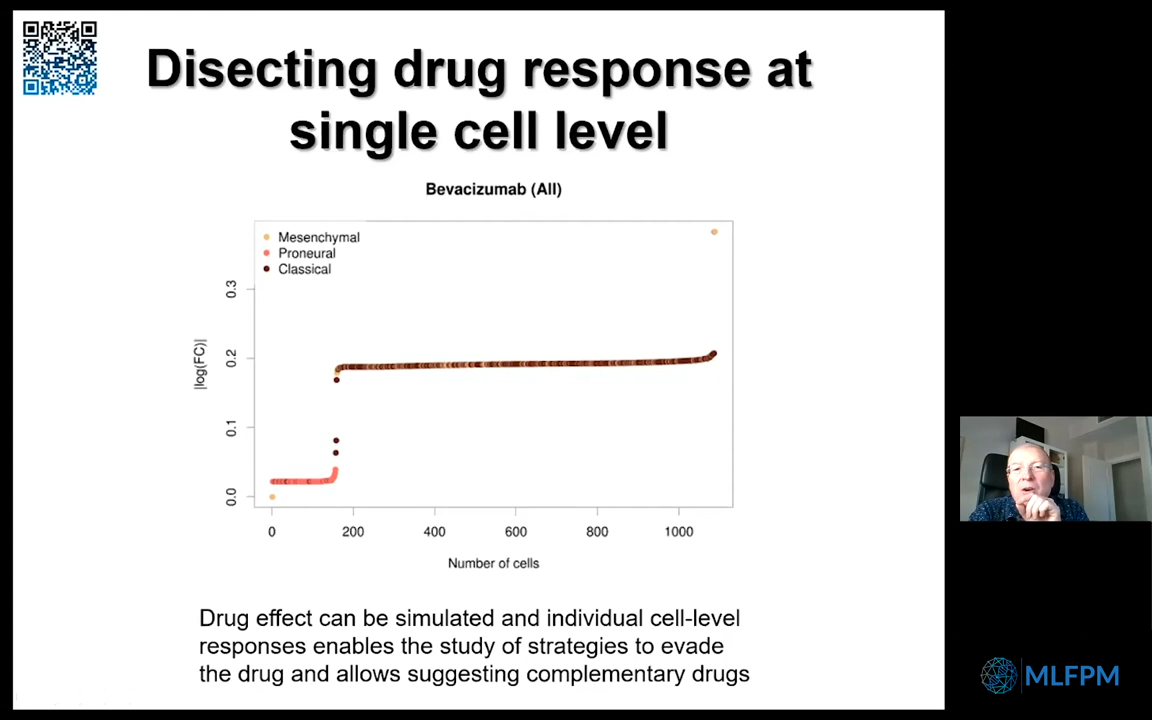 Disecting drug response at
single cell level
Bevacizumab (All)
Mesenchymal
Proneural
Classical
|log(FC)|
0.3
0.2
0.1
0.0
0
200
400
600
800
1000
Number of cells
Drug effect can be simulated and individual cell-level
responses enables the study of strategies to evade
the drug and allows suggesting complementary drugs
MLFPM